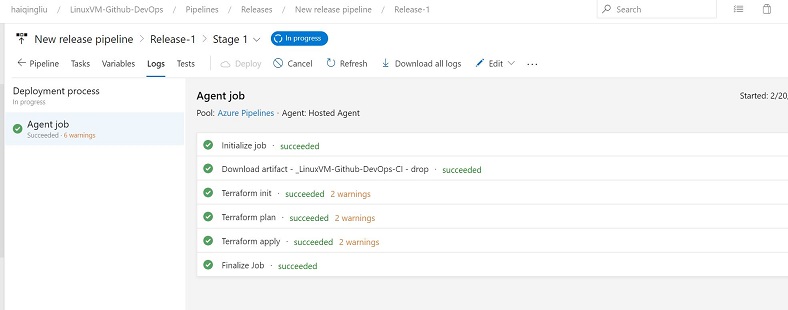 haiqingliu / LinuxVM-Github-DevOps / Pipelines / Releases / New release pipeline / Release-1
Search
New release pipeline > Release-1 > Stage 1 In progress
← Pipeline Tasks Variables Logs Tests Deploy Cancel Refresh Download all logs Edit ...
Deployment process
In progress
Agent job
Succeeded · 6 warnings
Agent job
Started: 2/20,
Pool: Azure Pipelines · Agent: Hosted Agent
Initialize job · succeeded
Download artifact - _LinuxVM-Github-DevOps-CI - drop · succeeded
Terraform init · succeeded 2 warnings
Terraform plan · succeeded 2 warnings
Terraform apply · succeeded 2 warnings
Finalize Job · succeeded